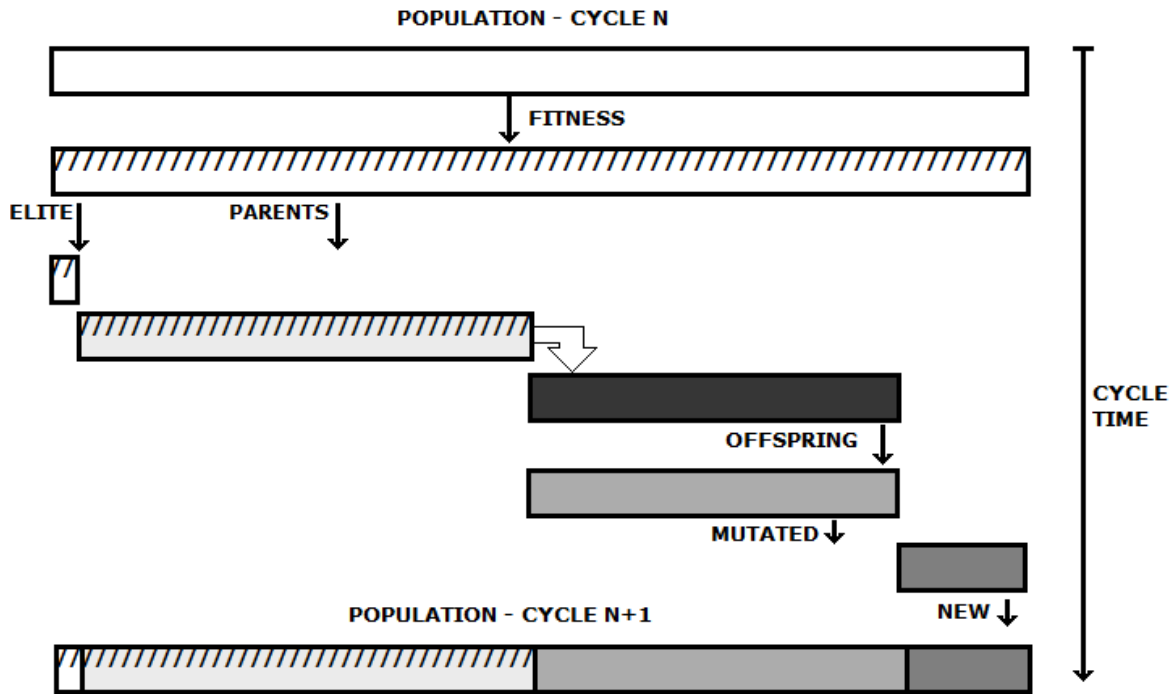 POPULATION - CYCLE N
FITNESS
ELITE
PARENTS
CYCLE
TIME
OFFSPRING
MUTATED
NEW
POPULATION - CYCLE N+1